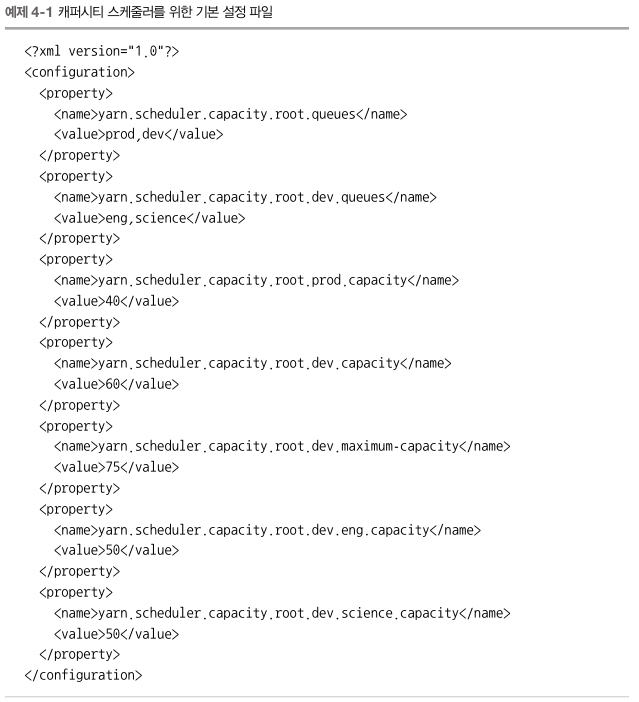 예제 4-1 캐퍼시티 스케줄러를 위한 기본 설정 파일
<?xml version="1.0"?>
<configuration>
  <property>
    <name>yarn.scheduler.capacity.root.queues</name>
    <value>prod,dev</value>
  </property>
  <property>
    <name>yarn.scheduler.capacity.root.dev.queues</name>
    <value>eng,science</value>
  </property>
  <property>
    <name>yarn.scheduler.capacity.root.prod.capacity</name>
    <value>40</value>
  </property>
  <property>
    <name>yarn.scheduler.capacity.root.dev.capacity</name>
    <value>60</value>
  </property>
  <property>
    <name>yarn.scheduler.capacity.root.dev.maximum-capacity</name>
    <value>75</value>
  </property>
  <property>
    <name>yarn.scheduler.capacity.root.dev.eng.capacity</name>
    <value>50</value>
  </property>
  <property>
    <name>yarn.scheduler.capacity.root.dev.science.capacity</name>
    <value>50</value>
  </property>
</configuration>